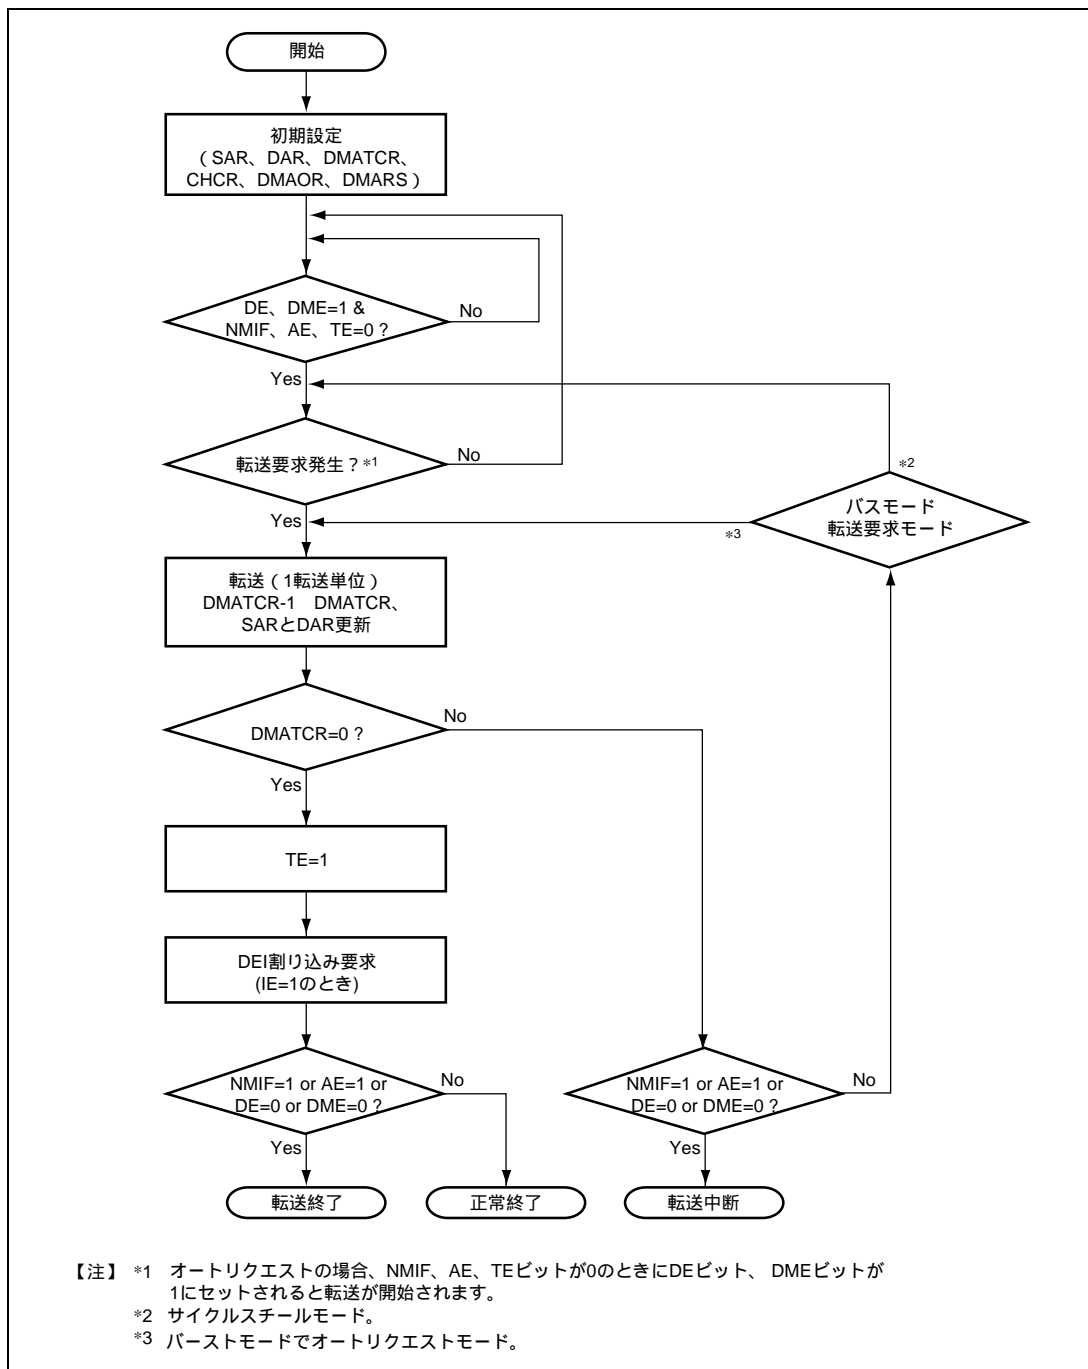 開始
初期設定
(SAR、DAR、DMATCR、
CHCR、DMAOR、DMARS)
DE、DME=1 &
NMIF、AE、TE=0 ?
No
Yes
転送要求発生?*1
No
*2
バスモード
転送要求モード
Yes
*3
転送(1転送単位)
DMATCR-1 DMATCR、
SARとDAR更新
No
DMATCR=0 ?
Yes
TE=1
DEI割り込み要求
(IE=1のとき)
NMIF=1 or AE=1 or
DE=0 or DME=0 ?
No
NMIF=1 or AE=1 or
DE=0 or DME=0 ?
No
Yes
Yes
転送終了
正常終了
転送中断
【注】 *1 オートリクエストの場合、NMIF、AE、TEビットが0のときにDEビット、 DMEビットが
1にセットされると転送が開始されます。
*2 サイクルスチールモード。
*3 バーストモードでオートリクエストモード。